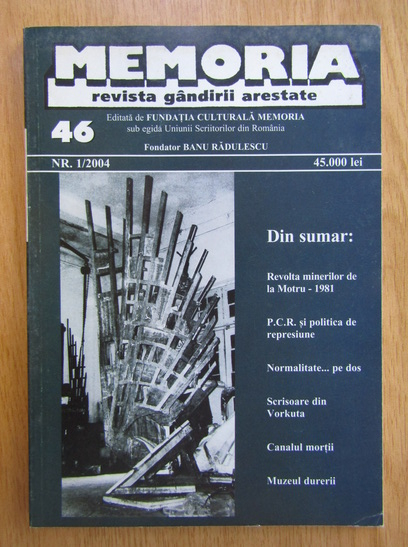 MEMORIA
revista gândirii arestate
Editată de FUNDAȚIA CULTURALĂ MEMORIA
sub egida Uniunii Scriitorilor din România
46
Fondator BANU RĂDULESCU
NR. 1/2004
45.000 lei
Din sumar:
Revolta minerilor de
la Motru - 1981
P.C.R. și politica de
represiune
Normalitate... pe dos
Scrisoare din
Vorkuta
Canalul morții
Muzeul durerii